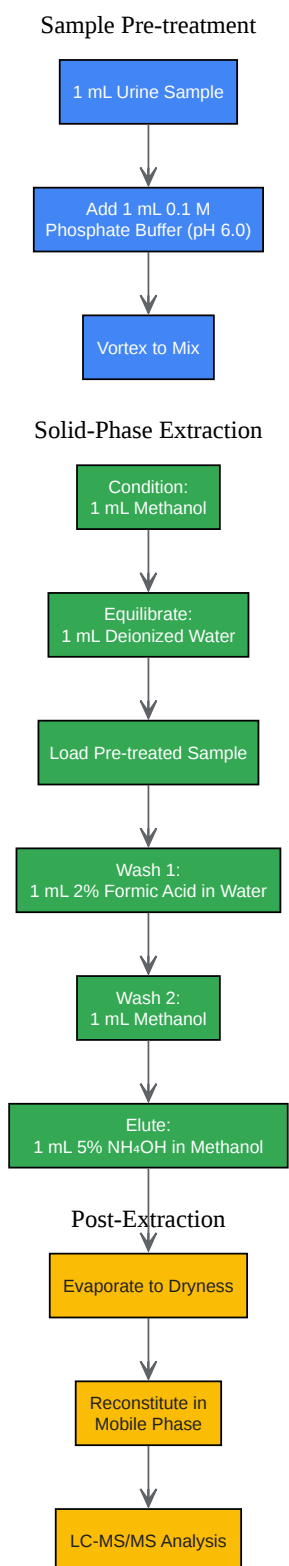 Sample Pre-treatment
1 mL Urine Sample
Add 1 mL 0.1 M
Phosphate Buffer (pH 6.0)
Vortex to Mix
Solid-Phase Extraction
Condition:
1 mL Methanol
Equilibrate:
1 mL Deionized Water
Load Pre-treated Sample
Wash 1:
1 mL 2% Formic Acid in Water
Wash 2:
1 mL Methanol
Elute:
1 mL 5% NH₄OH in Methanol
Post-Extraction
Evaporate to Dryness
Reconstitute in
Mobile Phase
LC-MS/MS Analysis